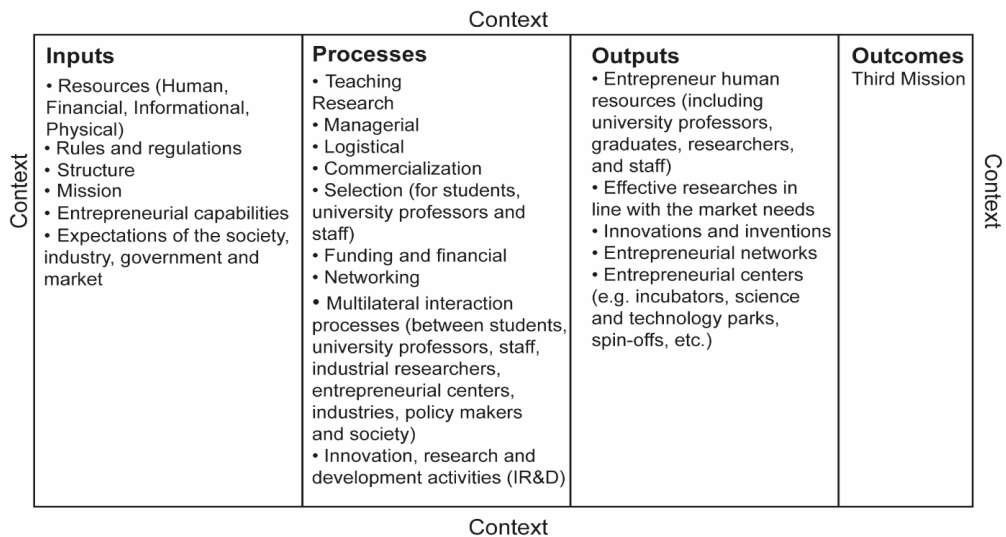 Context
Context
Inputs
• Resources (Human,
Financial, Informational,
Physical)
• Rules and regulations
• Structure
• Mission
• Entrepreneurial capabilities
• Expectations of the society,
industry, government and
market
Processes
• Teaching
Research
• Managerial
• Logistical
• Commercialization
• Selection (for students,
university professors and
staff)
• Funding and financial
• Networking
• Multilateral interaction
processes (between students,
university professors, staff,
industrial researchers,
entrepreneurial centers,
industries, policy makers
and society)
• Innovation, research and
development activities (IR&D)
Outputs
• Entrepreneur human
resources (including
university professors,
graduates, researchers,
and staff)
• Effective researches in
line with the market needs
• Innovations and inventions
• Entrepreneurial networks
• Entrepreneurial centers
(e.g. incubators, science
and technology parks,
spin-offs, etc.)
Outcomes
Third Mission
Context
Context